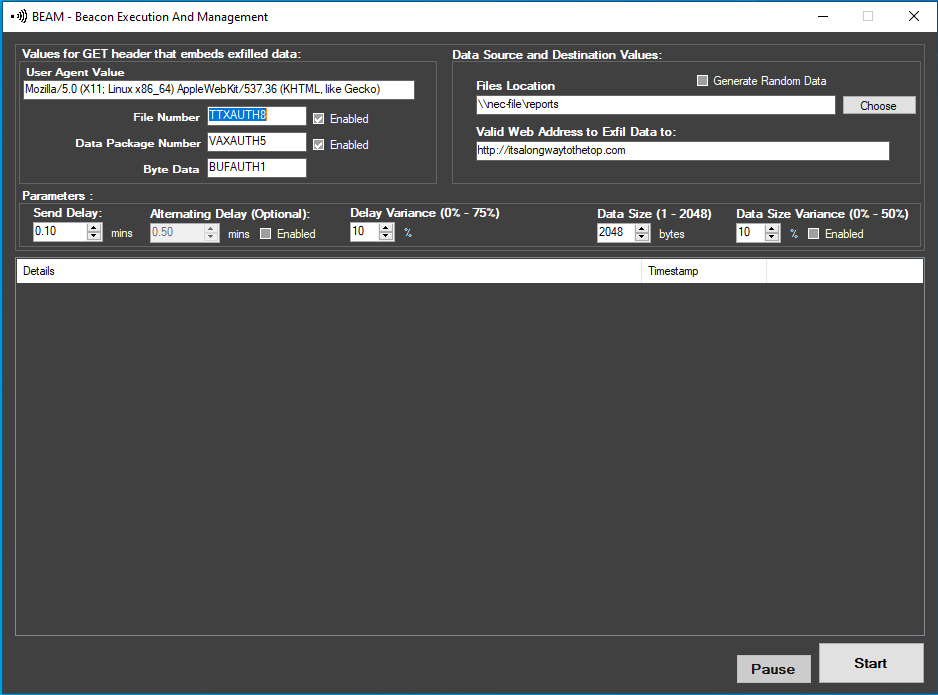 BEAM - Beacon Execution And Management
Values for GET header that embeds exfilled data:
User Agent Value
Mozilla/5.0 (X11; Linux x86_64) AppleWebKit/537.36 (KHTML, like Gecko)
File Number TTXAUTH8 Enabled
Data Package Number VAXAUTH5 Enabled
Byte Data BUFAUTH1
Data Source and Destination Values:
Generate Random Data
Files Location
\\nec-file\reports Choose
Valid Web Address to Exfil Data to:
http://itsalongwaytothetop.com
Parameters :
Send Delay: Alternating Delay (Optional): Delay Variance (0% - 75%) Data Size (1 - 2048) Data Size Variance (0% - 50%)
0.10 mins 0.50 mins Enabled 10 % 2048 bytes 10 % Enabled
Details Timestamp
Pause Start